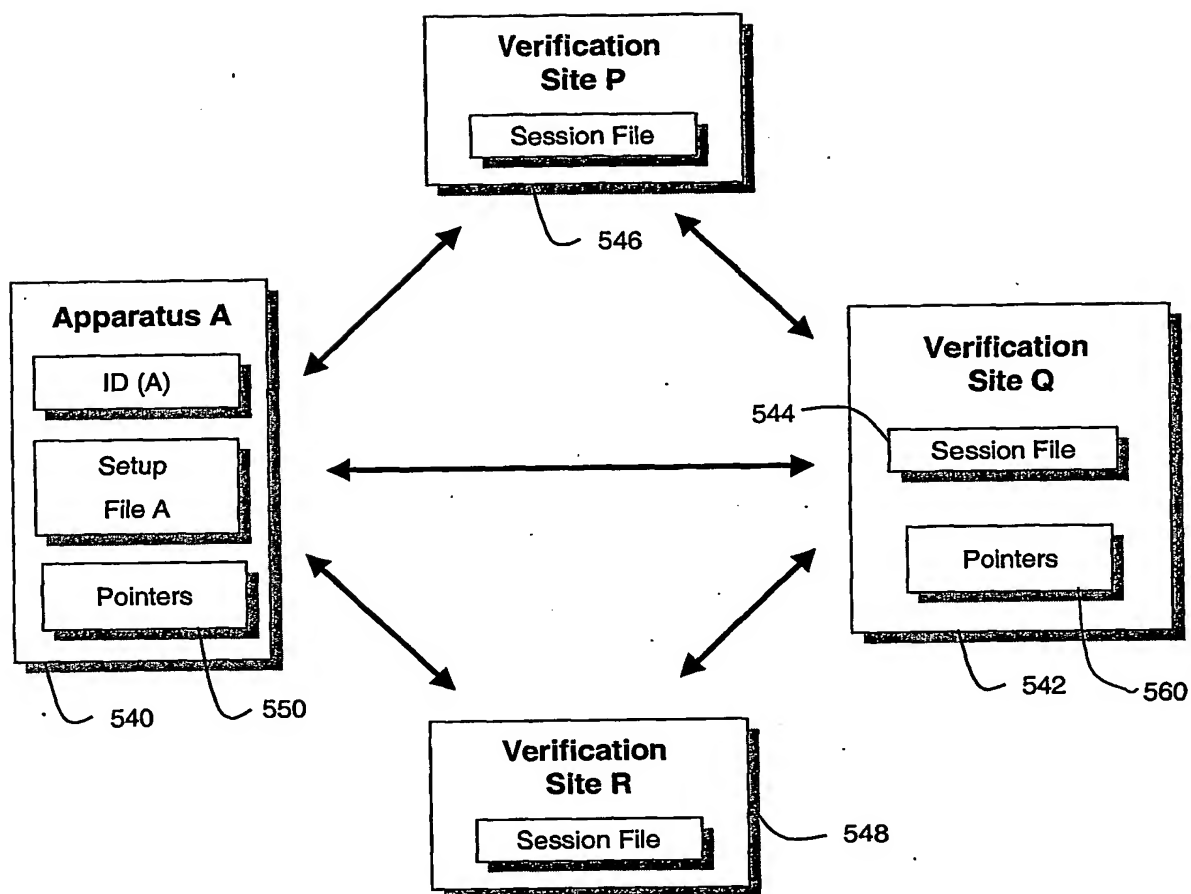 Verification
Site P
Session File
546
Apparatus A
ID (A)
Setup
File A
Pointers
540
550
Verification
Site Q
544
Session File
Pointers
542
560
Verification
Site R
Session File
548